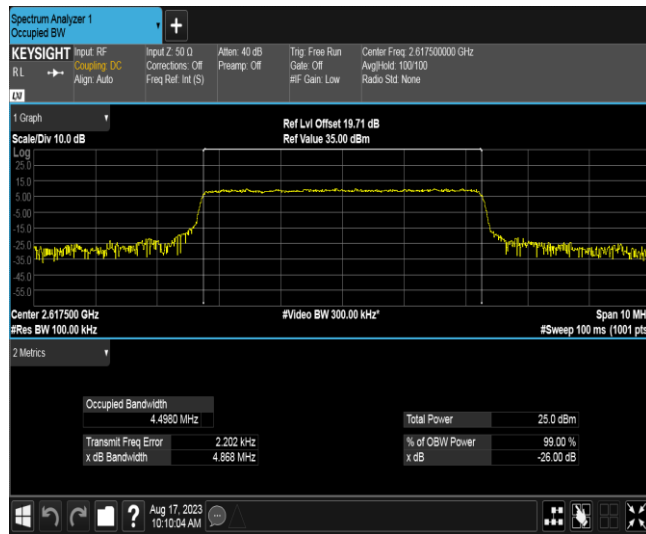 Spectrum Analyzer 1
Occupied BW
+
KEYSIGHT
RL
LXI
Input: RF
Coupling: DC
Align: Auto
Input Z: 50 Ω
Corrections: Off
Freq Ref: Int (S)
Atten: 40 dB
Preamp: Off
Trig: Free Run
Gate: Off
#IF Gain: Low
Center Freq: 2.617500000 GHz
Avg|Hold: 100/100
Radio Std: None
1 Graph
Scale/Div 10.0 dB
Ref Lvl Offset 19.71 dB
Ref Value 35.00 dBm
Log
25.0
15.0
5.00
-5.00
-15.0
-25.0
-35.0
-45.0
-55.0
Center 2.617500 GHz
#Video BW 300.00 kHz*
Span 10 MH
#Res BW 100.00 kHz
#Sweep 100 ms (1001 pts
2 Metrics
Occupied Bandwidth
4.4980 MHz
Total Power 25.0 dBm
Transmit Freq Error 2.202 kHz
% of OBW Power 99.00 %
x dB Bandwidth 4.868 MHz
x dB -26.00 dB
?
Aug 17, 2023
10:10:04 AM